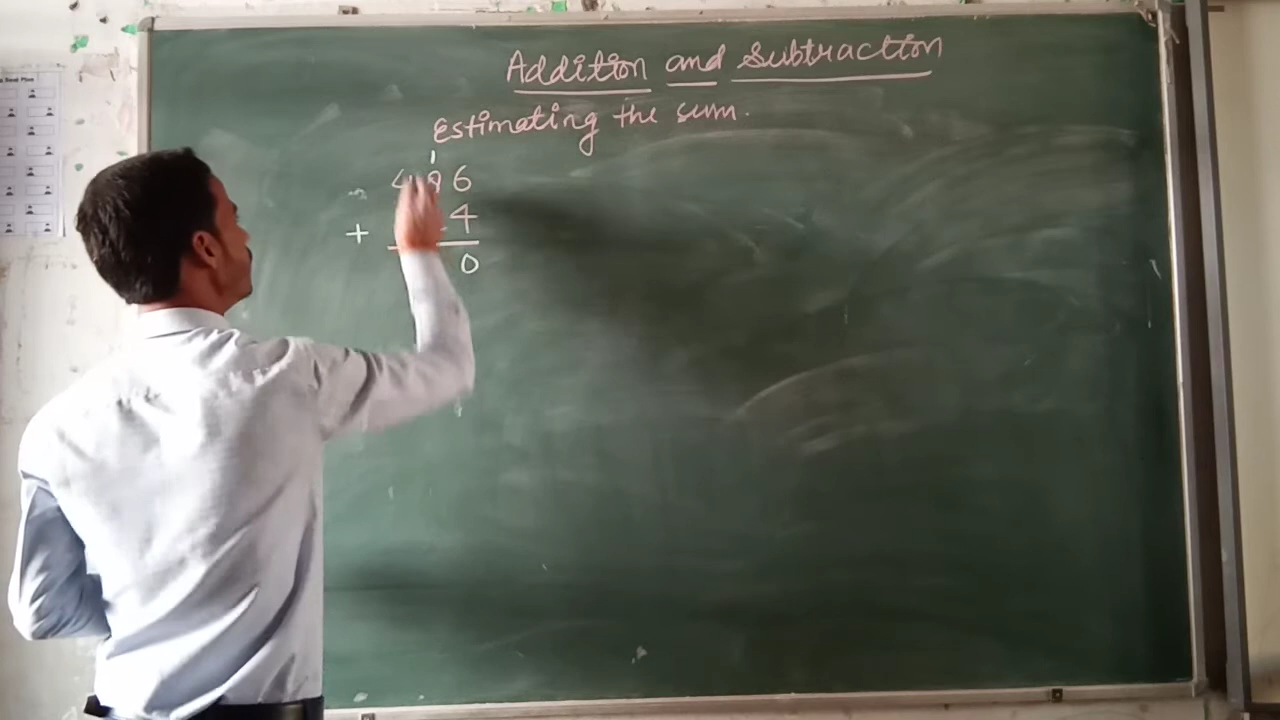 Addition and Subtraction
Estimating the sum.
1
6
4
+
0